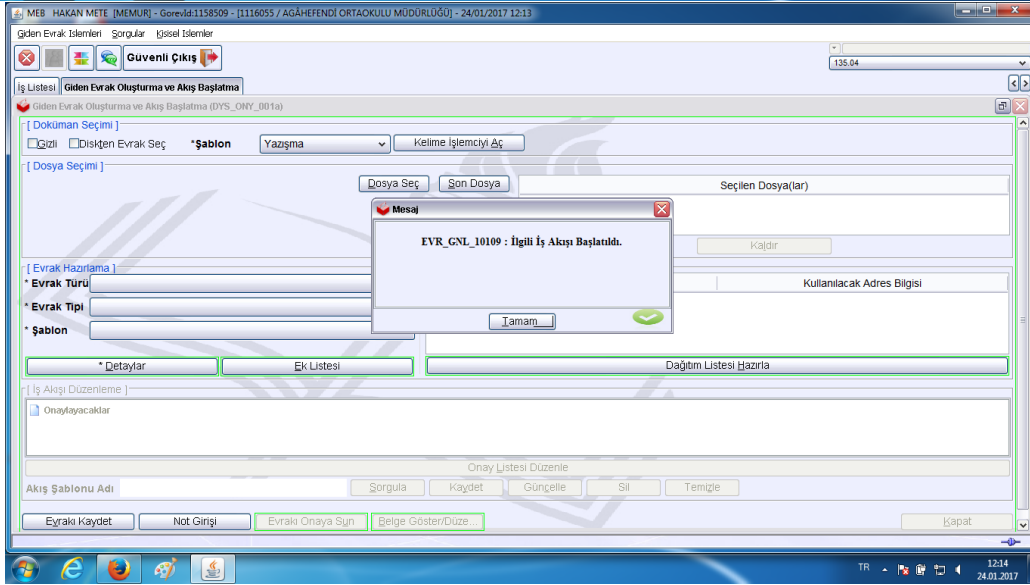 MEB HAKAN METE [MEMUR] - GorevId:1158509 - [1116055 / AGÂHEFENDİ ORTAOKULU MÜDÜRLÜĞÜ] - 24/01/2017 12:13
Giden Evrak Islemleri Sorgular Kisisel Islemler
Güvenli Çıkış
135.04
İş Listesi Giden Evrak Oluşturma ve Akış Başlatma
Giden Evrak Oluşturma ve Akış Başlatma (DYS_ONY_001a)
[ Doküman Seçimi ]
Gizli Diskten Evrak Seç *Şablon Yazışma Kelime İşlemciyi Aç
[ Dosya Seçimi ]
Dosya Seç Son Dosya Seçilen Dosya(lar)
Mesaj
EVR_GNL_10109 : İlgili İş Akışı Başlatıldı.
Kaldır
[ Evrak Hazırlama ]
* Evrak Türü Kullanılacak Adres Bilgisi
* Evrak Tipi
Tamam
* Şablon
* Detaylar Ek Listesi Dağıtım Listesi Hazırla
[ İş Akışı Düzenleme ]
Onaylayacaklar
Onay Listesi Düzenle
Akış Şablonu Adı Sorgula Kaydet Güncelle Sil Temizle
Evrakı Kaydet Not Girişi Evrakı Onaya Sun Belge Göster/Düze... Kapat
TR 12:14
24.01.2017